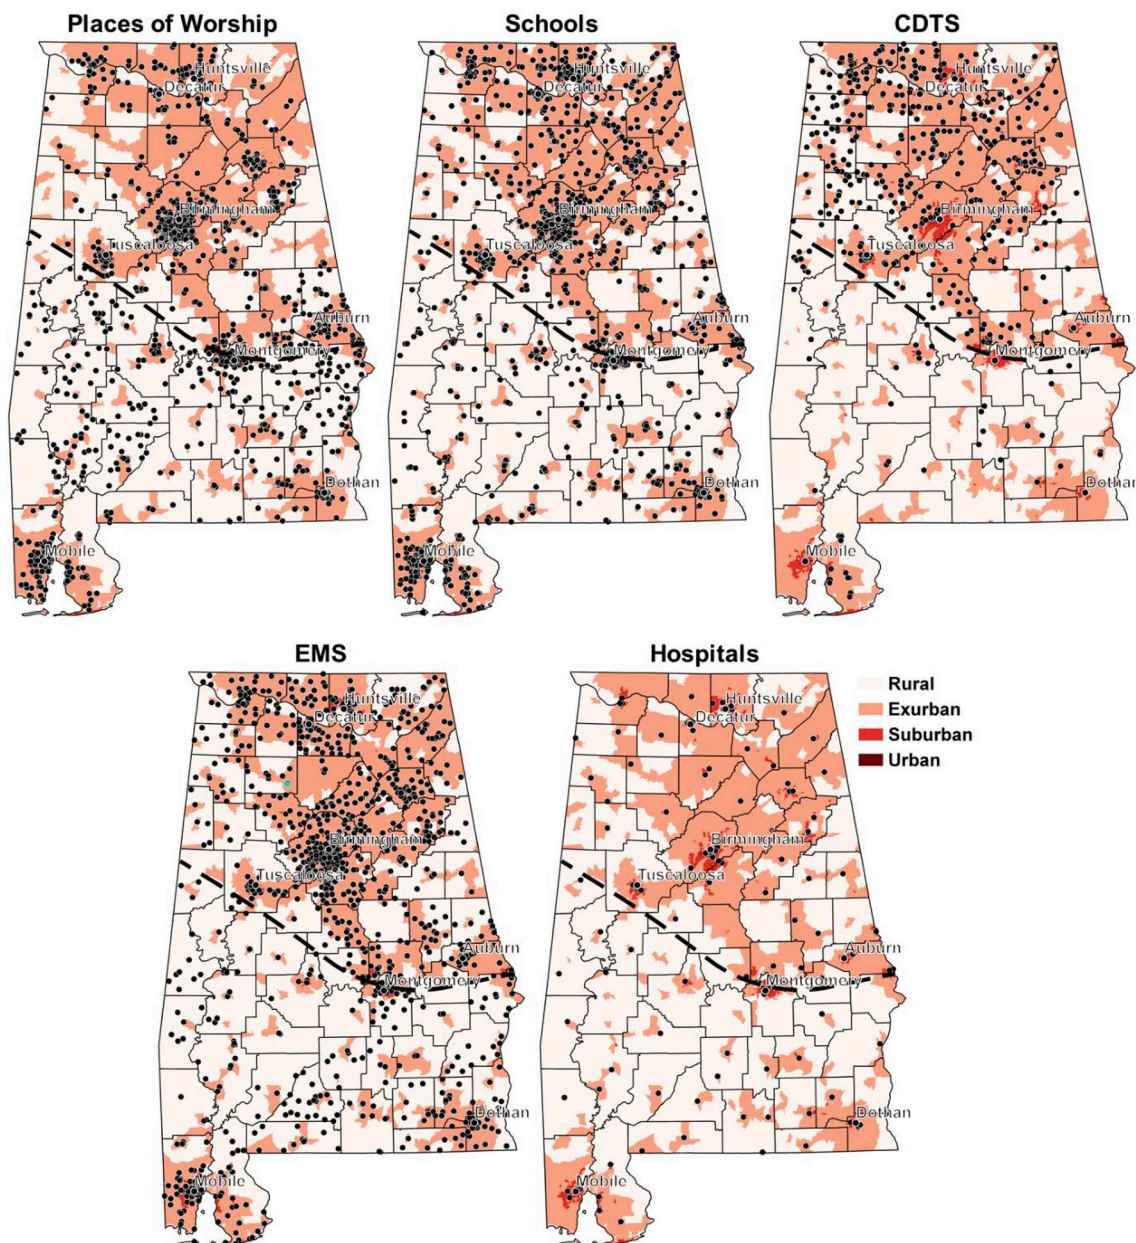 Places of Worship
Schools
CDTS
Huntsville
Decatur
Birmingham
Tuscaloosa
Auburn
Montgomery
Dothan
Mobile
Huntsville
Decatur
Birmingham
Tuscaloosa
Auburn
Montgomery
Dothan
Mobile
Huntsville
Decatur
Birmingham
Tuscaloosa
Auburn
Montgomery
Dothan
Mobile
EMS
Hospitals
Huntsville
Decatur
Birmingham
Tuscaloosa
Auburn
Montgomery
Dothan
Mobile
Huntsville
Decatur
Birmingham
Tuscaloosa
Auburn
Montgomery
Dothan
Mobile
Rural
Exurban
Suburban
Urban